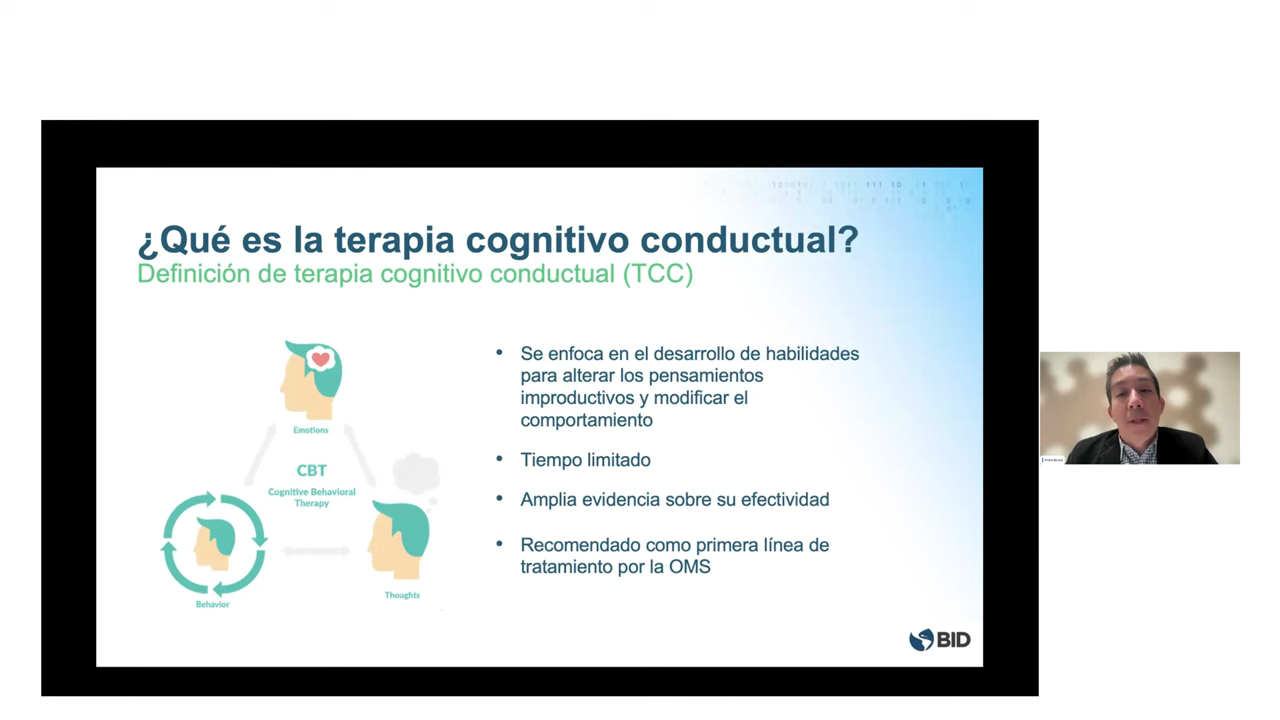 ¿Qué es la terapia cognitivo conductual?
Definición de terapia cognitivo conductual (TCC)
Emotions
CBT
Cognitive Behavioral
Therapy
Behavior
Thoughts
• Se enfoca en el desarrollo de habilidades
para alterar los pensamientos
improductivos y modificar el
comportamiento
• Tiempo limitado
• Amplia evidencia sobre su efectividad
• Recomendado como primera línea de
tratamiento por la OMS
BID